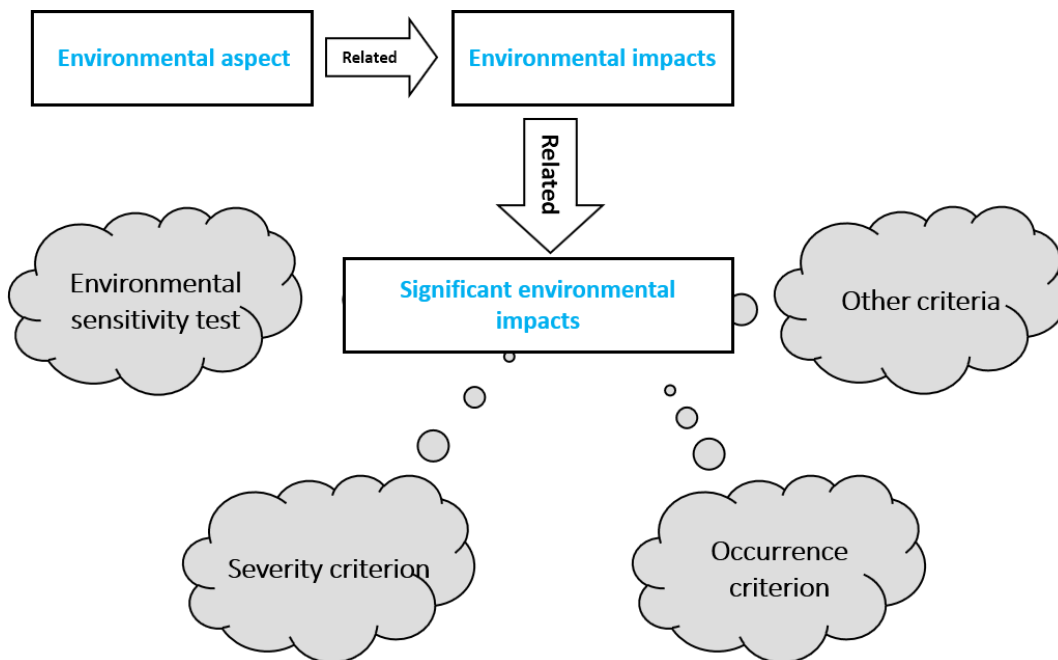 Environmental aspect
Related
Environmental impacts
Related
Environmental
sensitivity test
Significant environmental
impacts
Other criteria
Severity criterion
Occurrence
criterion